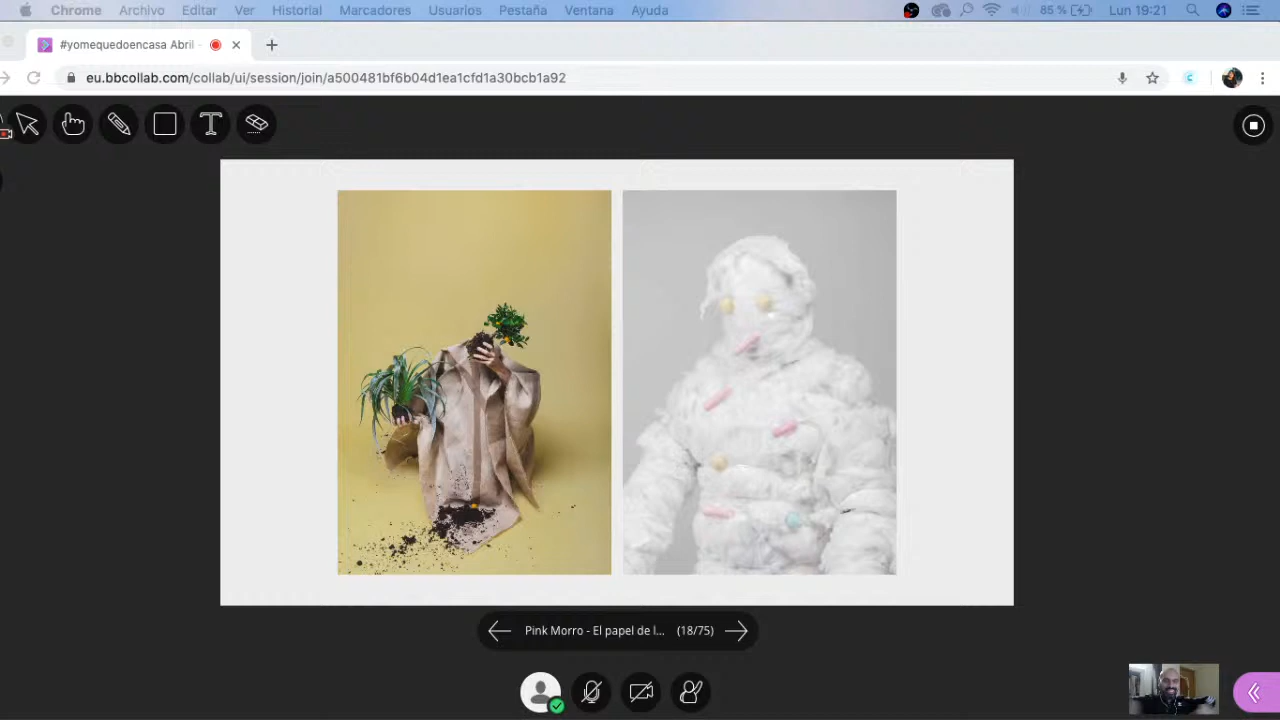 Chrome Archivo Editar Ver Historial Marcadores Usuarios Pestaña Ventana Ayuda 85 % Lun 19:21
#yomequedoencasa Abril -
eu.bbcollab.com/collab/ui/session/join/a500481bf6b04d1ea1cfd1a30bcb1a92
T
Pink Morro - El papel de l... (18/75)